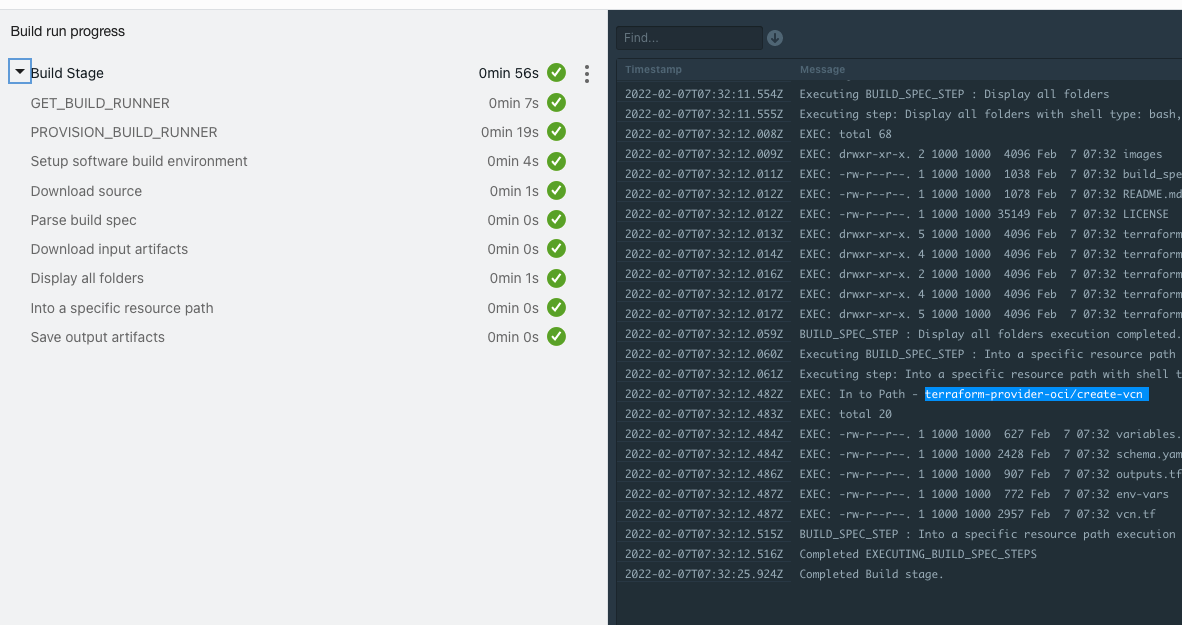 Build run progress
Build Stage 0min 56s
GET_BUILD_RUNNER 0min 7s
PROVISION_BUILD_RUNNER 0min 19s
Setup software build environment 0min 4s
Download source 0min 1s
Parse build spec 0min 0s
Download input artifacts 0min 0s
Display all folders 0min 1s
Into a specific resource path 0min 0s
Save output artifacts 0min 0s
Find...
Timestamp Message
2022-02-07T07:32:11.554Z Executing BUILD_SPEC_STEP : Display all folders
2022-02-07T07:32:11.555Z Executing step: Display all folders with shell type: bash,
2022-02-07T07:32:12.008Z EXEC: total 68
2022-02-07T07:32:12.009Z EXEC: drwxr-xr-x. 2 1000 1000  4096 Feb  7 07:32 images
2022-02-07T07:32:12.011Z EXEC: -rw-r--r--. 1 1000 1000  1038 Feb  7 07:32 build_spe
2022-02-07T07:32:12.012Z EXEC: -rw-r--r--. 1 1000 1000  1078 Feb  7 07:32 README.md
2022-02-07T07:32:12.012Z EXEC: -rw-r--r--. 1 1000 1000 35149 Feb  7 07:32 LICENSE
2022-02-07T07:32:12.013Z EXEC: drwxr-xr-x. 5 1000 1000  4096 Feb  7 07:32 terraform
2022-02-07T07:32:12.014Z EXEC: drwxr-xr-x. 4 1000 1000  4096 Feb  7 07:32 terraform
2022-02-07T07:32:12.016Z EXEC: drwxr-xr-x. 2 1000 1000  4096 Feb  7 07:32 terraform
2022-02-07T07:32:12.017Z EXEC: drwxr-xr-x. 4 1000 1000  4096 Feb  7 07:32 terraform
2022-02-07T07:32:12.017Z EXEC: drwxr-xr-x. 5 1000 1000  4096 Feb  7 07:32 terraform
2022-02-07T07:32:12.059Z BUILD_SPEC_STEP : Display all folders execution completed.
2022-02-07T07:32:12.060Z Executing BUILD_SPEC_STEP : Into a specific resource path
2022-02-07T07:32:12.061Z Executing step: Into a specific resource path with shell t
2022-02-07T07:32:12.482Z EXEC: In to Path - terraform-provider-oci/create-vcn
2022-02-07T07:32:12.483Z EXEC: total 20
2022-02-07T07:32:12.484Z EXEC: -rw-r--r--. 1 1000 1000  627 Feb  7 07:32 variables.
2022-02-07T07:32:12.484Z EXEC: -rw-r--r--. 1 1000 1000 2428 Feb  7 07:32 schema.yam
2022-02-07T07:32:12.486Z EXEC: -rw-r--r--. 1 1000 1000  907 Feb  7 07:32 outputs.tf
2022-02-07T07:32:12.487Z EXEC: -rw-r--r--. 1 1000 1000  772 Feb  7 07:32 env-vars
2022-02-07T07:32:12.487Z EXEC: -rw-r--r--. 1 1000 1000 2957 Feb  7 07:32 vcn.tf
2022-02-07T07:32:12.515Z BUILD_SPEC_STEP : Into a specific resource path execution
2022-02-07T07:32:12.516Z Completed EXECUTING_BUILD_SPEC_STEPS
2022-02-07T07:32:25.924Z Completed Build stage.